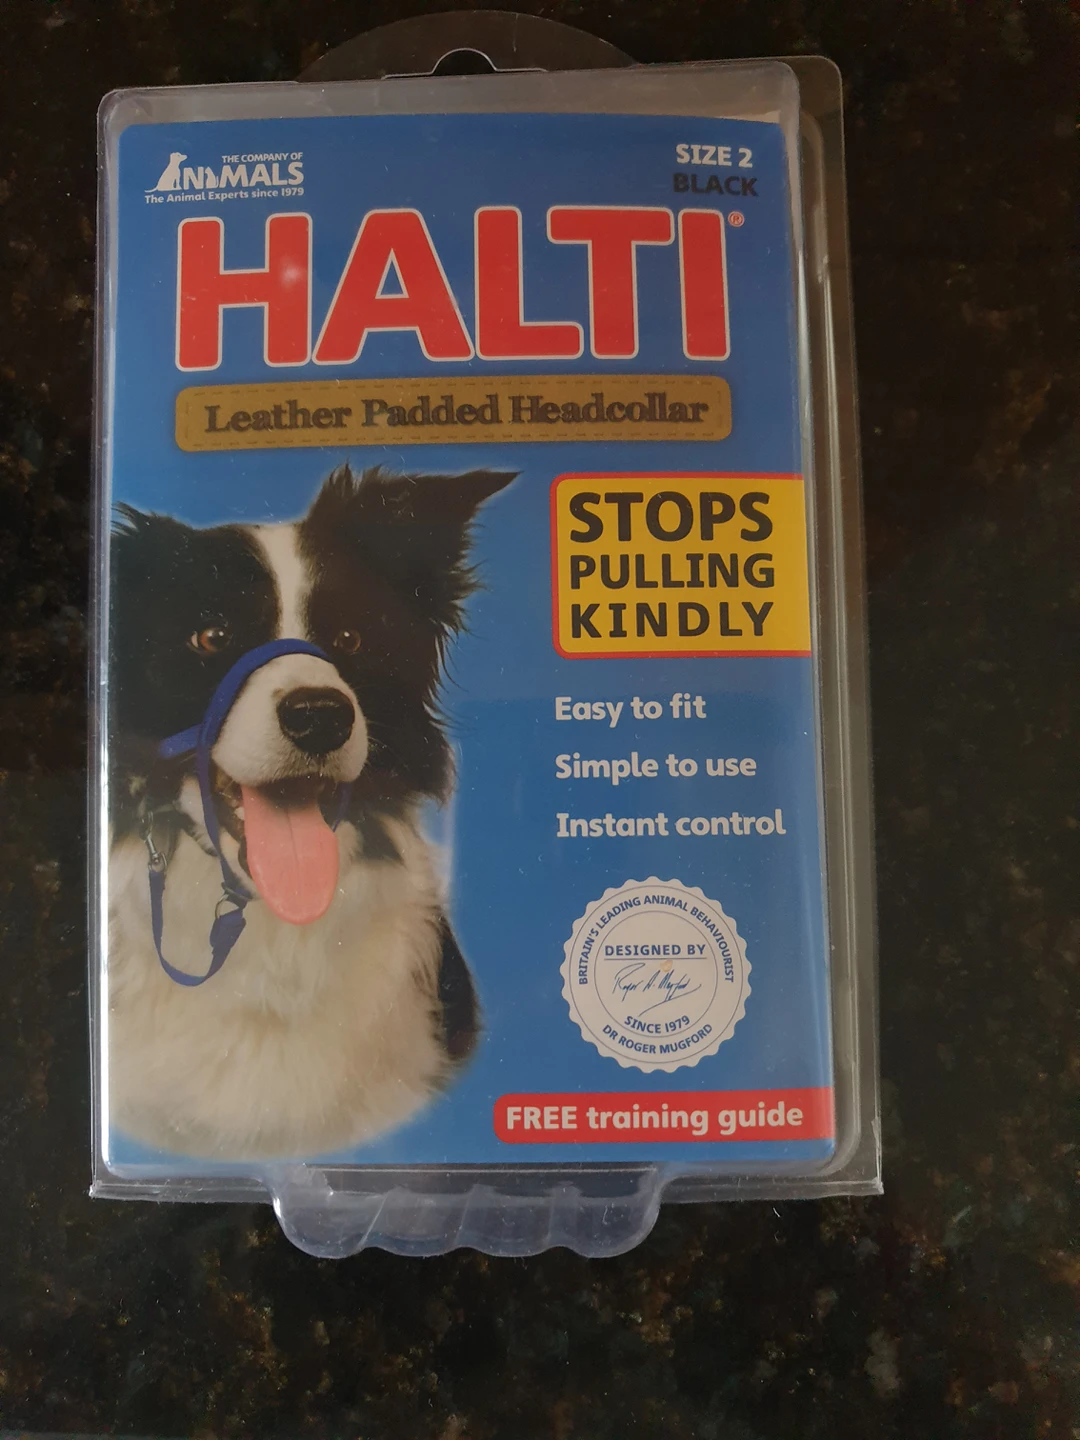 THE COMPANY OF
ANIMALS
The Animal Experts since 1979
SIZE 2
BLACK
HALTI®
Leather Padded Headcollar
STOPS
PULLING
KINDLY
Easy to fit
Simple to use
Instant control
BRITAIN'S LEADING ANIMAL BEHAVIOURIST
DESIGNED BY
Roger A. Mugford
SINCE 1979
DR ROGER MUGFORD
FREE training guide